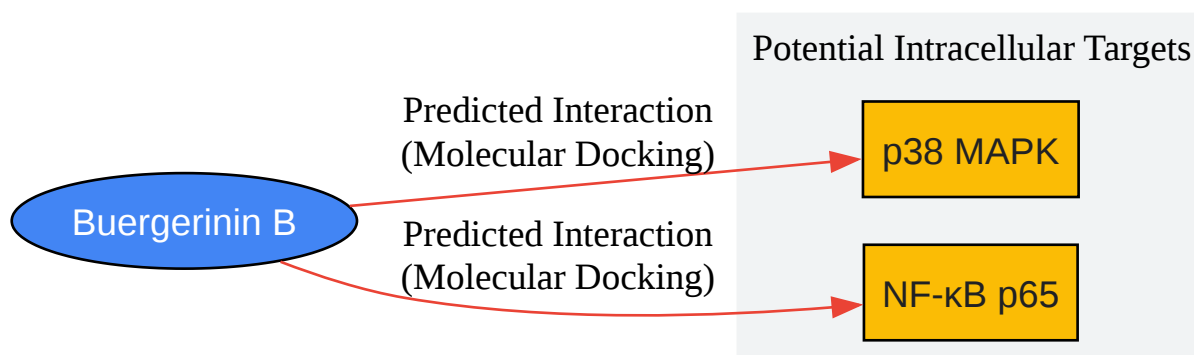 Potential Intracellular Targets
Predicted Interaction
(Molecular Docking)
p38 MAPK
Buergerinin B
Predicted Interaction
(Molecular Docking)
NF-κB p65